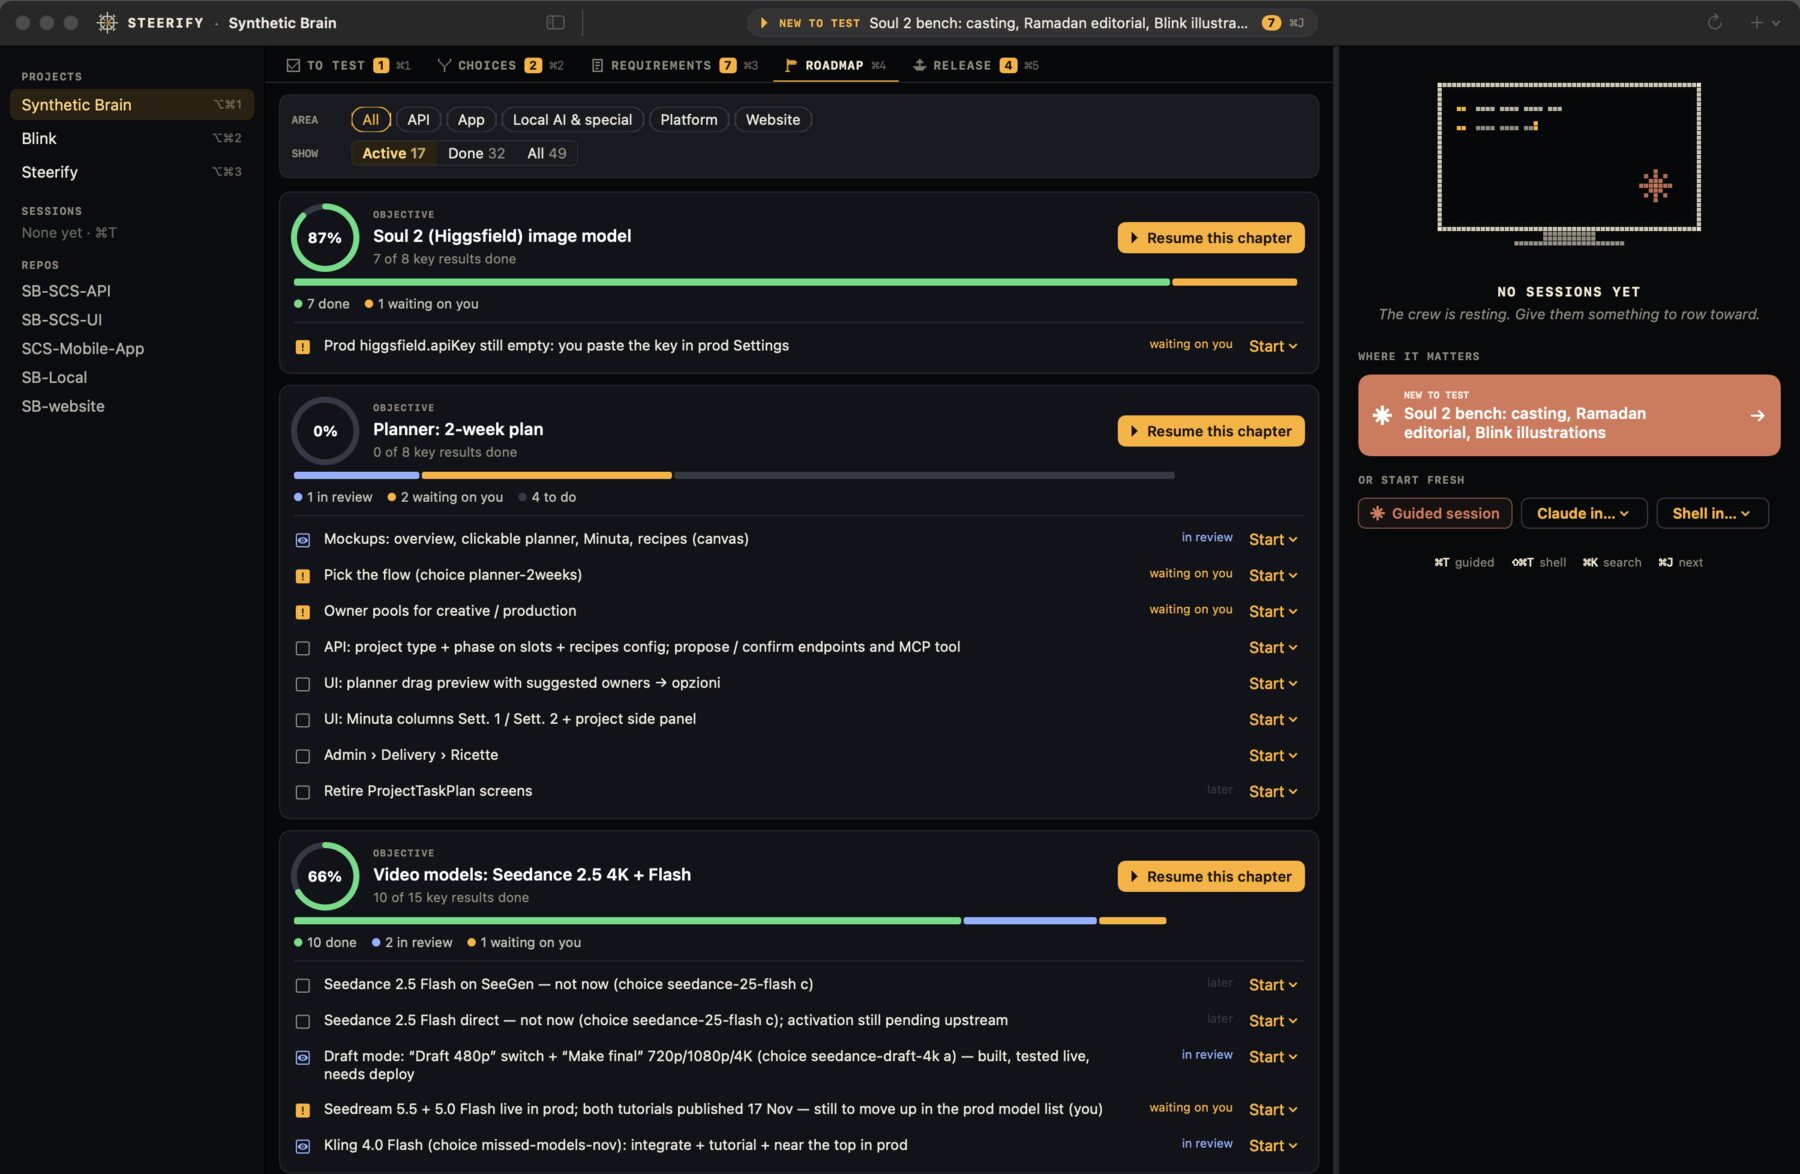 STEERIFY · Synthetic Brain
NEW TO TEST Soul 2 bench: casting, Ramadan editorial, Blink illustra... 7 ⌘J
PROJECTS
Synthetic Brain ⌥⌘1
Blink ⌥⌘2
Steerify ⌥⌘3
SESSIONS
None yet · ⌘T
REPOS
SB-SCS-API
SB-SCS-UI
SCS-Mobile-App
SB-Local
SB-website
TO TEST 1 ⌘1 CHOICES 2 ⌘2 REQUIREMENTS 7 ⌘3 ROADMAP ⌘4 RELEASE 4 ⌘5
AREA All API App Local AI & special Platform Website
SHOW Active 17 Done 32 All 49
OBJECTIVE
87% Soul 2 (Higgsfield) image model
7 of 8 key results done
Resume this chapter
7 done 1 waiting on you
Prod higgsfield.apiKey still empty: you paste the key in prod Settings waiting on you Start
OBJECTIVE
0% Planner: 2-week plan
0 of 8 key results done
Resume this chapter
1 in review 2 waiting on you 4 to do
Mockups: overview, clickable planner, Minuta, recipes (canvas) in review Start
Pick the flow (choice planner-2weeks) waiting on you Start
Owner pools for creative / production waiting on you Start
API: project type + phase on slots + recipes config; propose / confirm endpoints and MCP tool Start
UI: planner drag preview with suggested owners → opzioni Start
UI: Minuta columns Sett. 1 / Sett. 2 + project side panel Start
Admin › Delivery › Ricette Start
Retire ProjectTaskPlan screens later Start
OBJECTIVE
66% Video models: Seedance 2.5 4K + Flash
10 of 15 key results done
Resume this chapter
10 done 2 in review 1 waiting on you
Seedance 2.5 Flash on SeeGen — not now (choice seedance-25-flash c) later Start
Seedance 2.5 Flash direct — not now (choice seedance-25-flash c); activation still pending upstream later Start
Draft mode: “Draft 480p” switch + “Make final” 720p/1080p/4K (choice seedance-draft-4k a) — built, tested live, in review Start
needs deploy
Seedream 5.5 + 5.0 Flash live in prod; both tutorials published 17 Nov — still to move up in the prod model list (you) waiting on you Start
Kling 4.0 Flash (choice missed-models-nov): integrate + tutorial + near the top in prod in review Start
NO SESSIONS YET
The crew is resting. Give them something to row toward.
WHERE IT MATTERS
NEW TO TEST
Soul 2 bench: casting, Ramadan
editorial, Blink illustrations
OR START FRESH
Guided session Claude in... Shell in...
⌘T guided ⇧⌘T shell ⌘K search ⌘J next